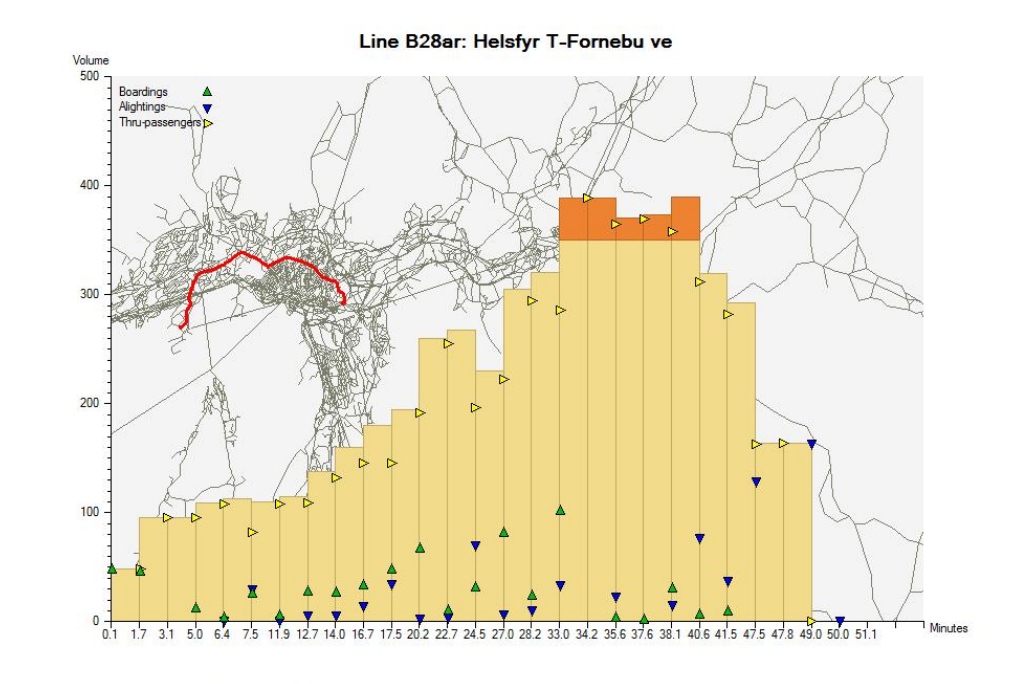 Line B28ar: Helsfyr T-Fornebu ve
Volume
500
Boardings
Alightings
Thru-passengers
400
300
200
100
0
0.1 1.7 3.1 5.0 6.4 7.5 11.9 12.7 14.0 16.7 17.5 20.2 22.7 24.5 27.0 28.2 33.0 34.2 35.6 37.6 38.1 40.6 41.5 47.5 47.8 49.0 50.0 51.1
Minutes